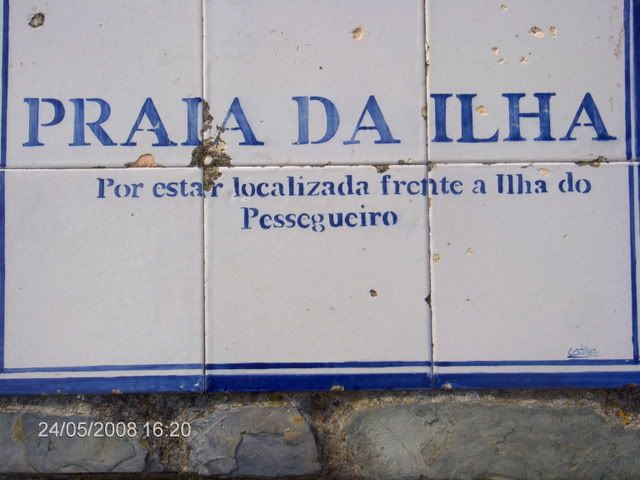 PRAIA DA ILHA
Por estar localizada frente a Ilha do
Pessegueiro
24/05/2008 16:20